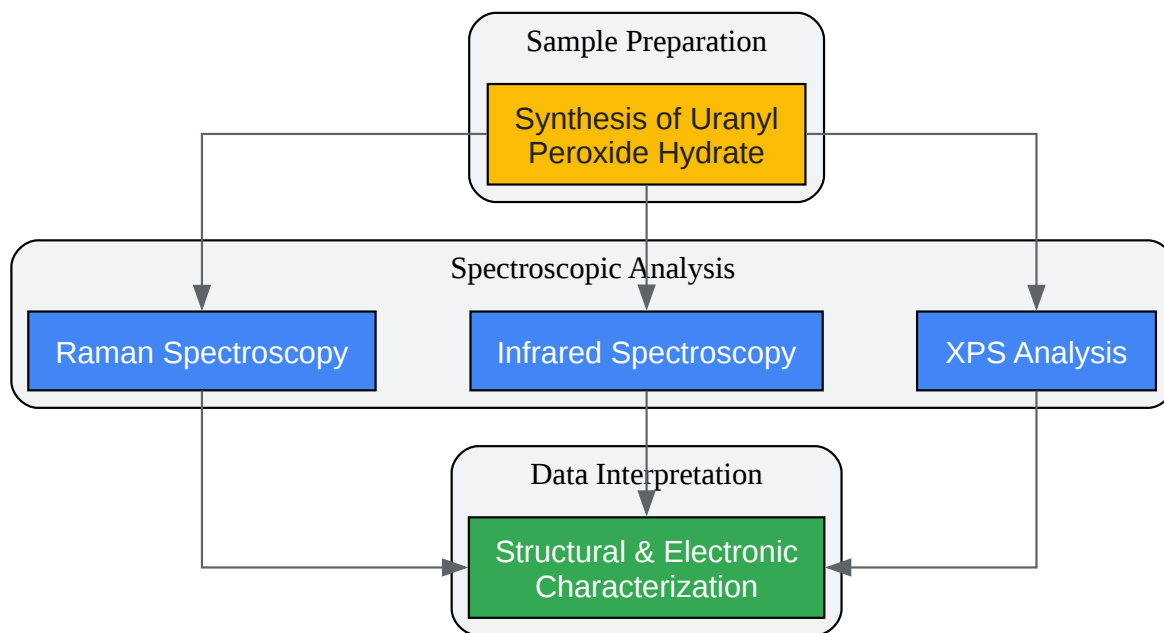 Sample Preparation
Synthesis of Uranyl
Peroxide Hydrate
Spectroscopic Analysis
Raman Spectroscopy
Infrared Spectroscopy
XPS Analysis
Data Interpretation
Structural & Electronic
Characterization